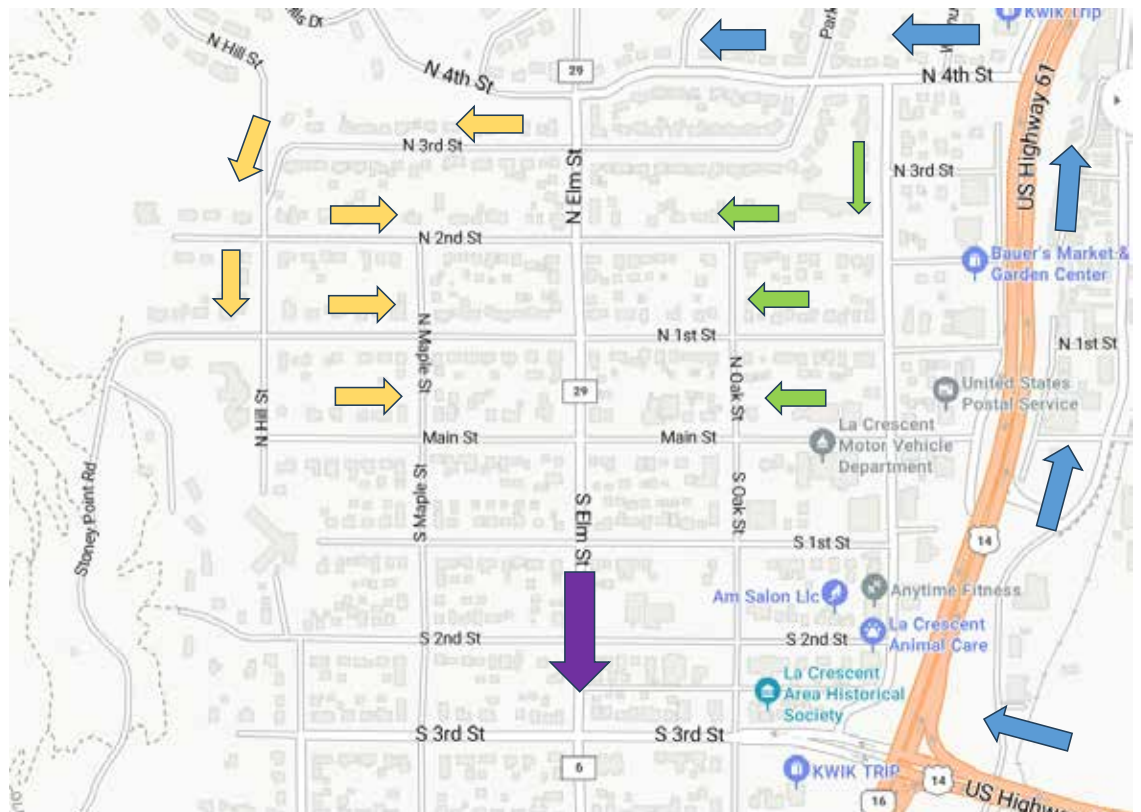 Kwik Trip
N Hill St
Park
29
N 4th St
N 4th St
US Highway 61
N 3rd St
N 3rd St
N Elm St
N 2nd St
Bauer's Market &
Garden Center
N Maple St
N 1st St
N 1st St
N Oak St
29
United States
Postal Service
N Hill St
Main St
Main St
La Crescent
Motor Vehicle
Department
Stoney Point Rd
S Maple St
S Elm St
S Oak St
14
S 1st St
Am Salon Llc
Anytime Fitness
S 2nd St
S 2nd St
La Crescent
Animal Care
La Crescent
Area Historical
Society
S 3rd St
S 3rd St
6
KWIK TRIP
14
16
US Highw